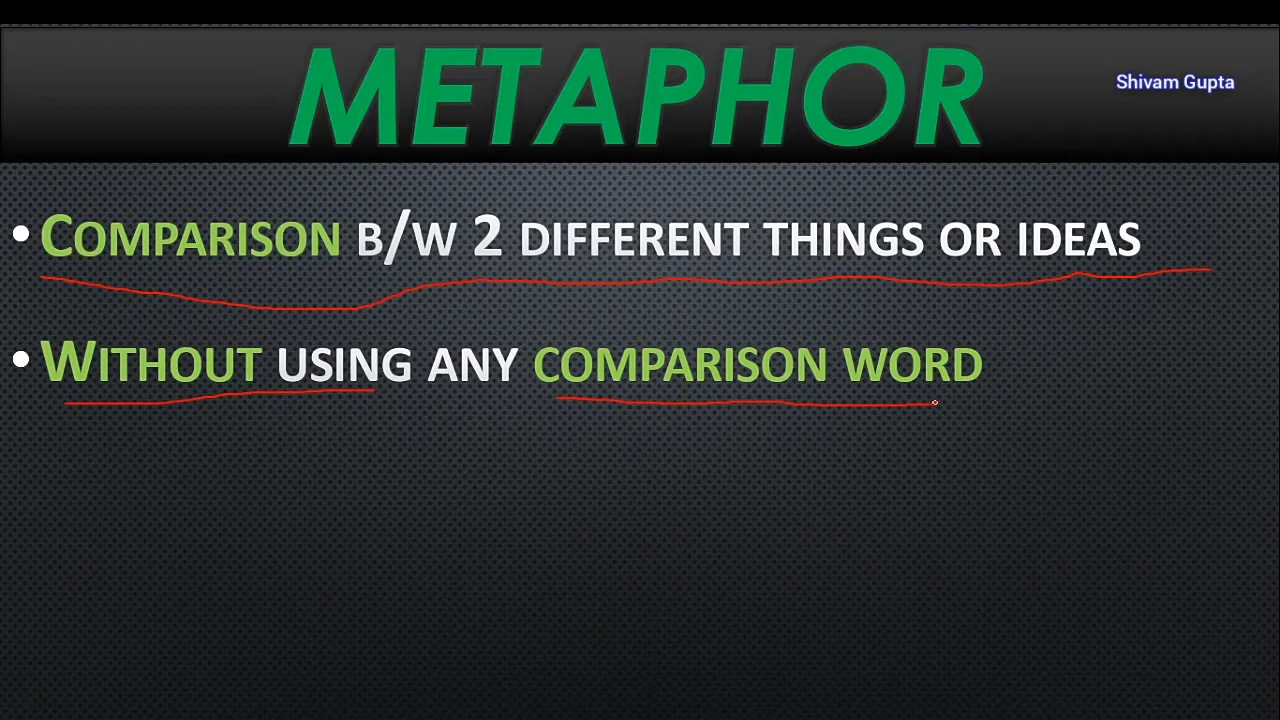 METAPHOR
Shivam Gupta
• COMPARISON B/W 2 DIFFERENT THINGS OR IDEAS
• WITHOUT USING ANY COMPARISON WORD